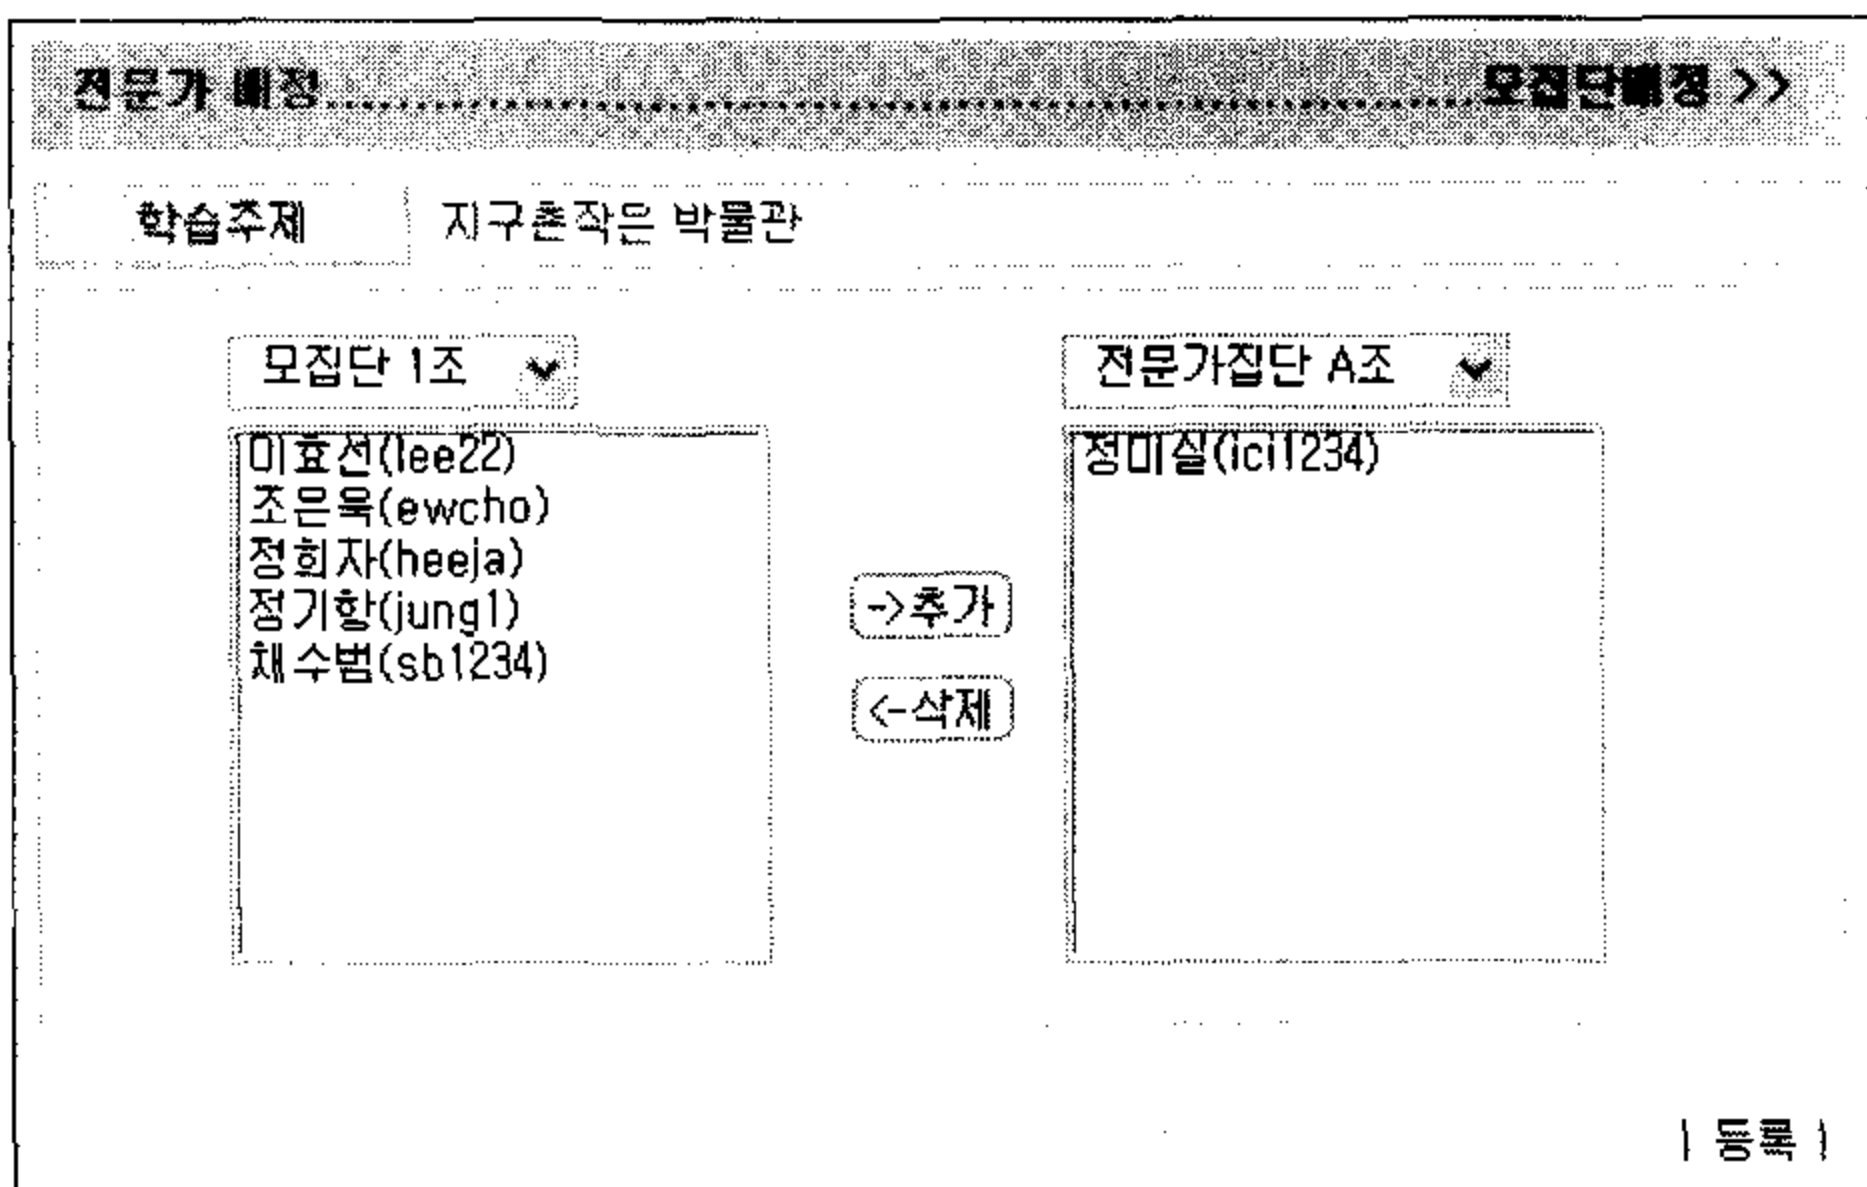 전문가 배정........................................모집단배정 >>
학습주제 지구촌작은 박물관
모집단 1조 전문가집단 A조
이효선(lee22) 정미실(ici1234)
조은욱(ewcho)
정희자(heeja)
정기항(jung1)
채수범(sb1234)
->추가
<-삭제
| 등록 |